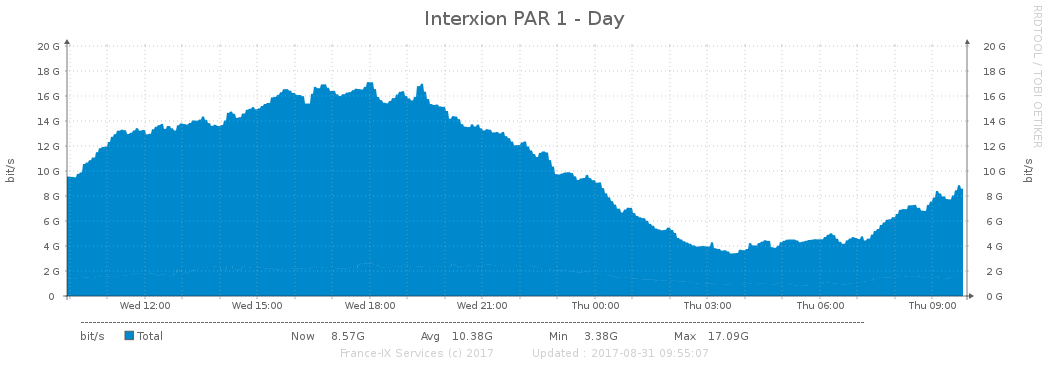 Interxion PAR 1 - Day
RRDTOOL / TOBI OETIKER
bit/s
bit/s
20 G 20 G
18 G 18 G
16 G 16 G
14 G 14 G
12 G 12 G
10 G 10 G
8 G 8 G
6 G 6 G
4 G 4 G
2 G 2 G
0 0 G
Wed 12:00 Wed 15:00 Wed 18:00 Wed 21:00 Thu 00:00 Thu 03:00 Thu 06:00 Thu 09:00
bit/s Total Now 8.57G Avg 10.38G Min 3.38G Max 17.09G
France-IX Services (c) 2017 Updated : 2017-08-31 09:55:07